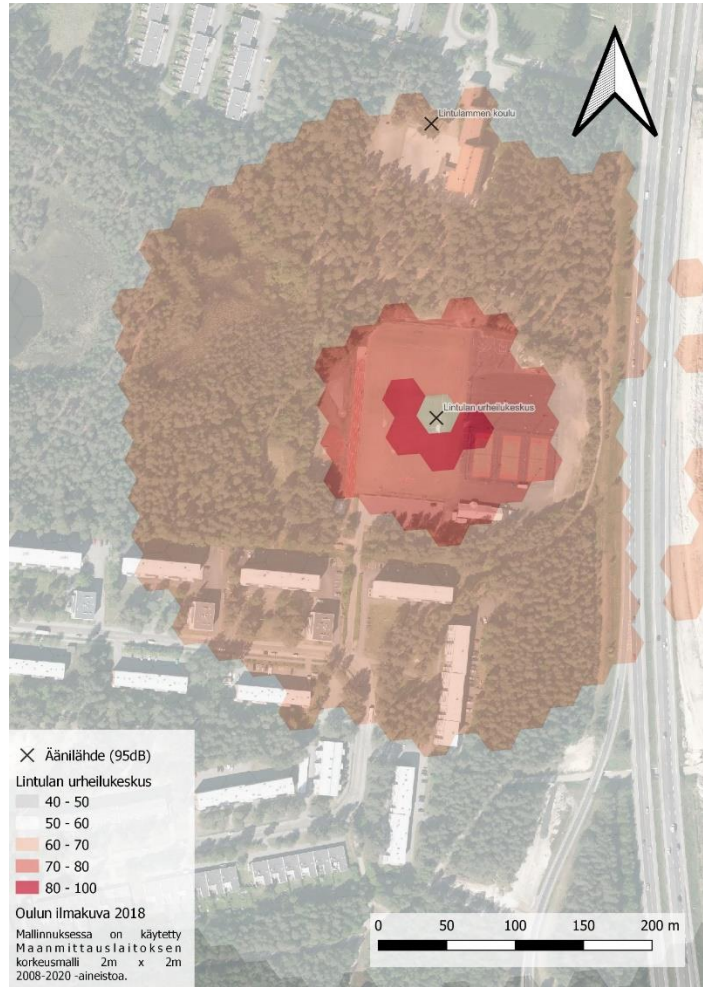 Lintulammen koulu
Lintulan urheilukeskus
Äänilähde (95dB)
Lintulan urheilukeskus
40 - 50
50 - 60
60 - 70
70 - 80
80 - 100
Oulun ilmakuva 2018
Mallinnuksessa on käytetty
Maanmittauslaitoksen
korkeusmalli 2m x 2m
2008-2020 -aineistoa.
0 50 100 150 200 m